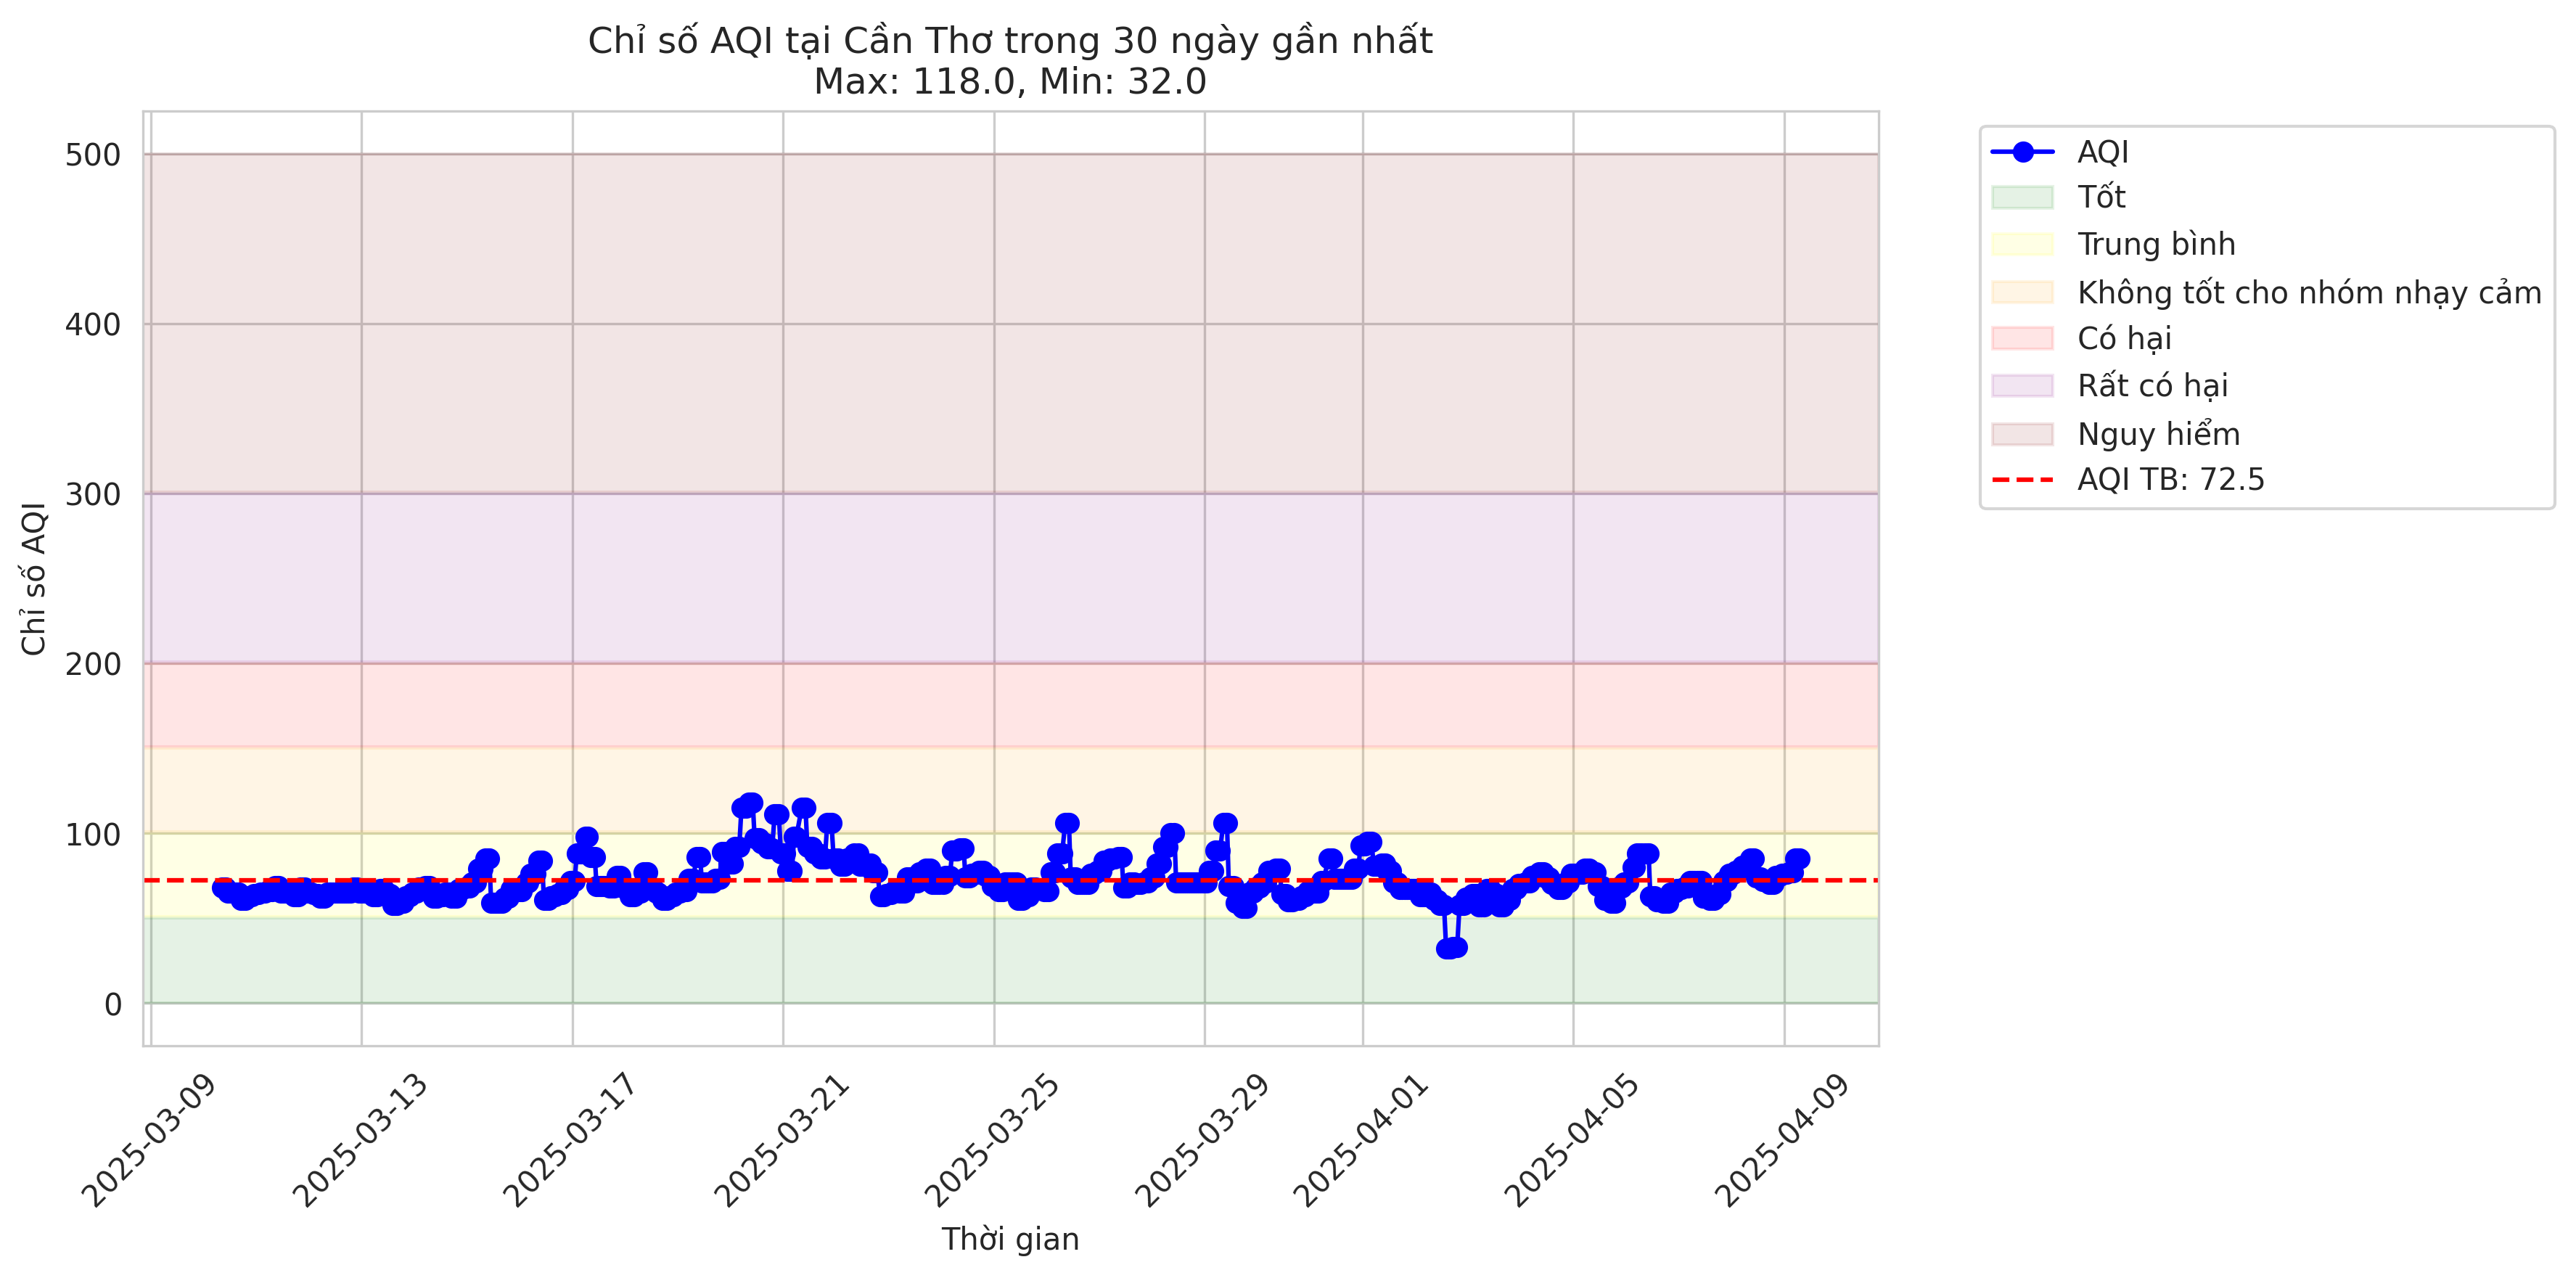 Chỉ số AQI tại Cần Thơ trong 30 ngày gần nhất
Max: 118.0, Min: 32.0
Chỉ số AQI
500
400
300
200
100
0
2025-03-09
2025-03-13
2025-03-17
2025-03-21
2025-03-25
2025-03-29
2025-04-01
2025-04-05
2025-04-09
Thời gian
AQI
Tốt
Trung bình
Không tốt cho nhóm nhạy cảm
Có hại
Rất có hại
Nguy hiểm
AQI TB: 72.5